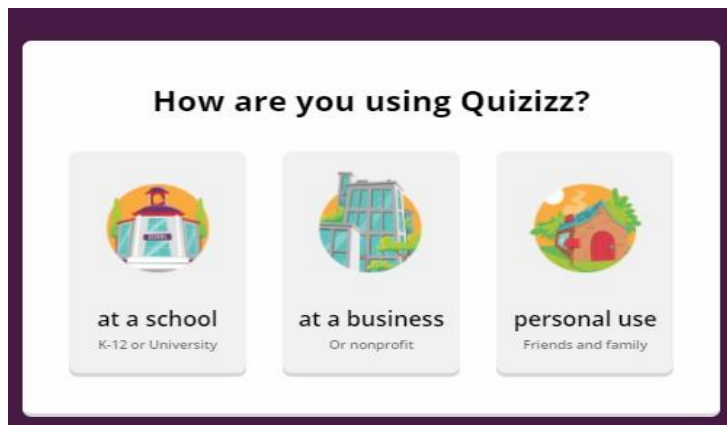 How are you using Quizizz?
at a school
K-12 or University
at a business
Or nonprofit
personal use
Friends and family